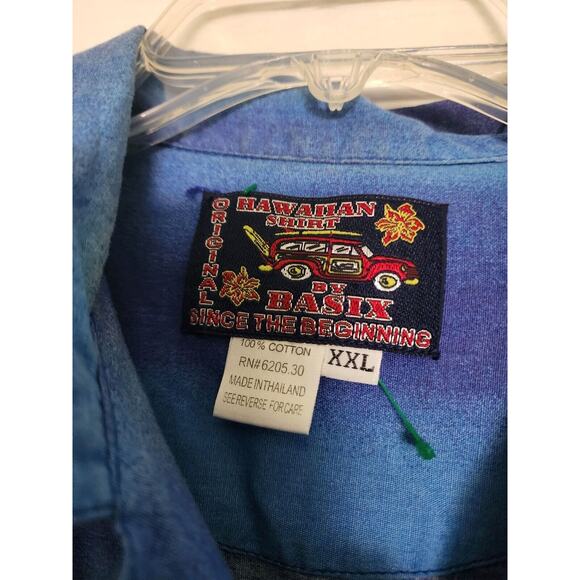 HAWAIIAN
SHIRT
ORIGINAL
BY
BASIX
SINCE THE BEGINNING
100% COTTON
RN#6205.30
MADE IN THAILAND
SEE REVERSE FOR CARE
XXL